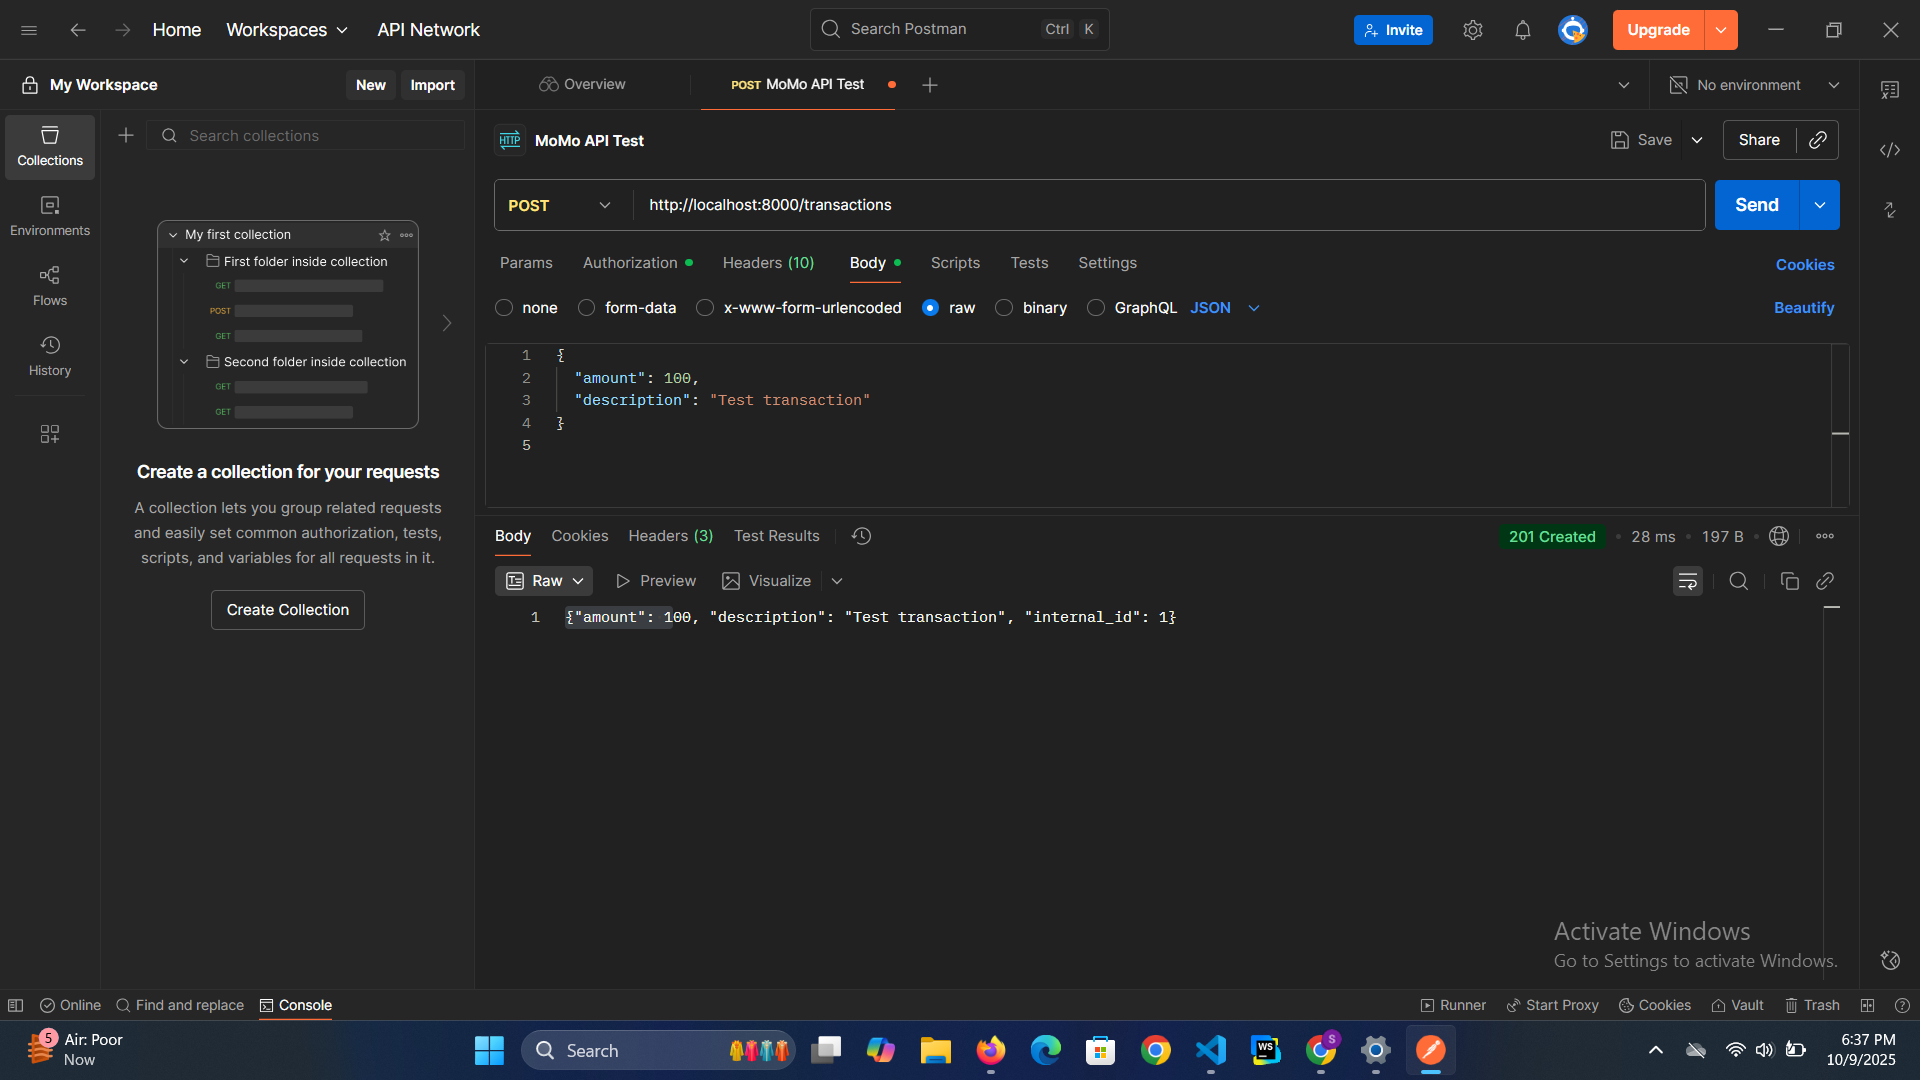 Home
Workspaces
API Network
Search Postman
Ctrl K
Invite
Upgrade
My Workspace
New
Import
Overview
POST MoMo API Test
No environment
Collections
Environments
Flows
History
Search collections
My first collection
First folder inside collection
GET
POST
GET
Second folder inside collection
GET
GET
Create a collection for your requests
A collection lets you group related requests
and easily set common authorization, tests,
scripts, and variables for all requests in it.
Create Collection
HTTP
MoMo API Test
Save
Share
POST
http://localhost:8000/transactions
Send
Params
Authorization
Headers (10)
Body
Scripts
Tests
Settings
Cookies
none
form-data
x-www-form-urlencoded
raw
binary
GraphQL
JSON
Beautify
1 {
2 "amount": 100,
3 "description": "Test transaction"
4 }
5
Body
Cookies
Headers (3)
Test Results
201 Created
28 ms
197 B
Raw
Preview
Visualize
1 {"amount": 100, "description": "Test transaction", "internal_id": 1}
Activate Windows
Go to Settings to activate Windows.
Online
Find and replace
Console
Runner
Start Proxy
Cookies
Vault
Trash
5
Air: Poor
Now
Search
WS
S
6:37 PM
10/9/2025